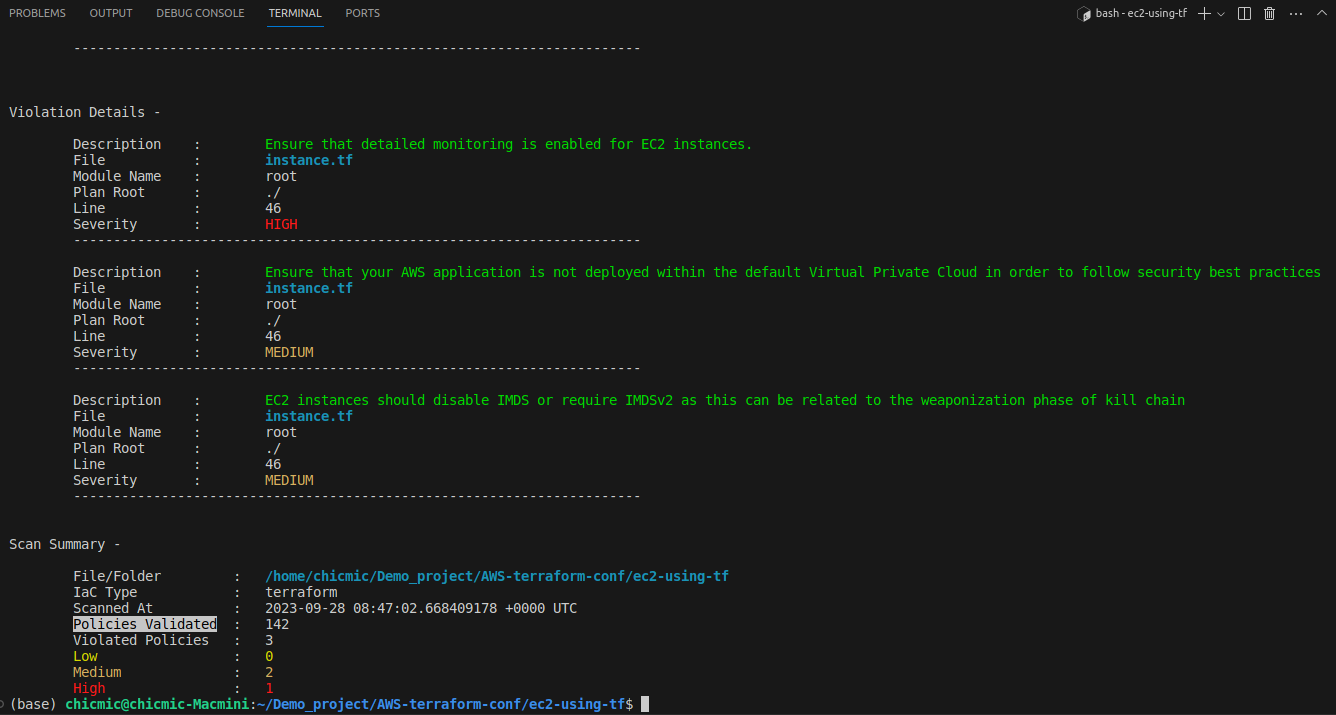 PROBLEMS OUTPUT DEBUG CONSOLE TERMINAL PORTS bash - ec2-using-tf
-----------------------------------------------------------------------
Violation Details -
Description : Ensure that detailed monitoring is enabled for EC2 instances.
File : instance.tf
Module Name : root
Plan Root : ./
Line : 46
Severity : HIGH
-----------------------------------------------------------------------
Description : Ensure that your AWS application is not deployed within the default Virtual Private Cloud in order to follow security best practices
File : instance.tf
Module Name : root
Plan Root : ./
Line : 46
Severity : MEDIUM
-----------------------------------------------------------------------
Description : EC2 instances should disable IMDS or require IMDSv2 as this can be related to the weaponization phase of kill chain
File : instance.tf
Module Name : root
Plan Root : ./
Line : 46
Severity : MEDIUM
-----------------------------------------------------------------------
Scan Summary -
File/Folder : /home/chicmic/Demo_project/AWS-terraform-conf/ec2-using-tf
IaC Type : terraform
Scanned At : 2023-09-28 08:47:02.668409178 +0000 UTC
Policies Validated : 142
Violated Policies : 3
Low : 0
Medium : 2
High : 1
(base) chicmic@chicmic-Macmini:~/Demo_project/AWS-terraform-conf/ec2-using-tf$